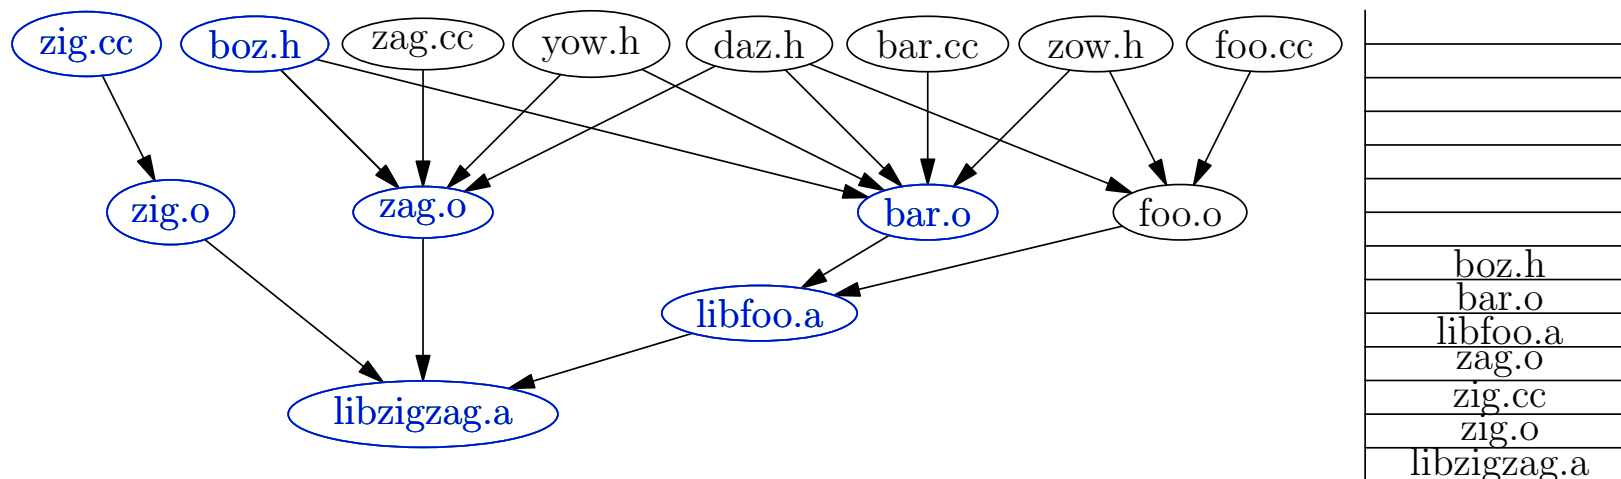 zig.cc boz.h zag.cc yow.h daz.h bar.cc zow.h foo.cc
zig.o zag.o bar.o foo.o
libfoo.a
libzigzag.a
boz.h
bar.o
libfoo.a
zag.o
zig.cc
zig.o
libzigzag.a